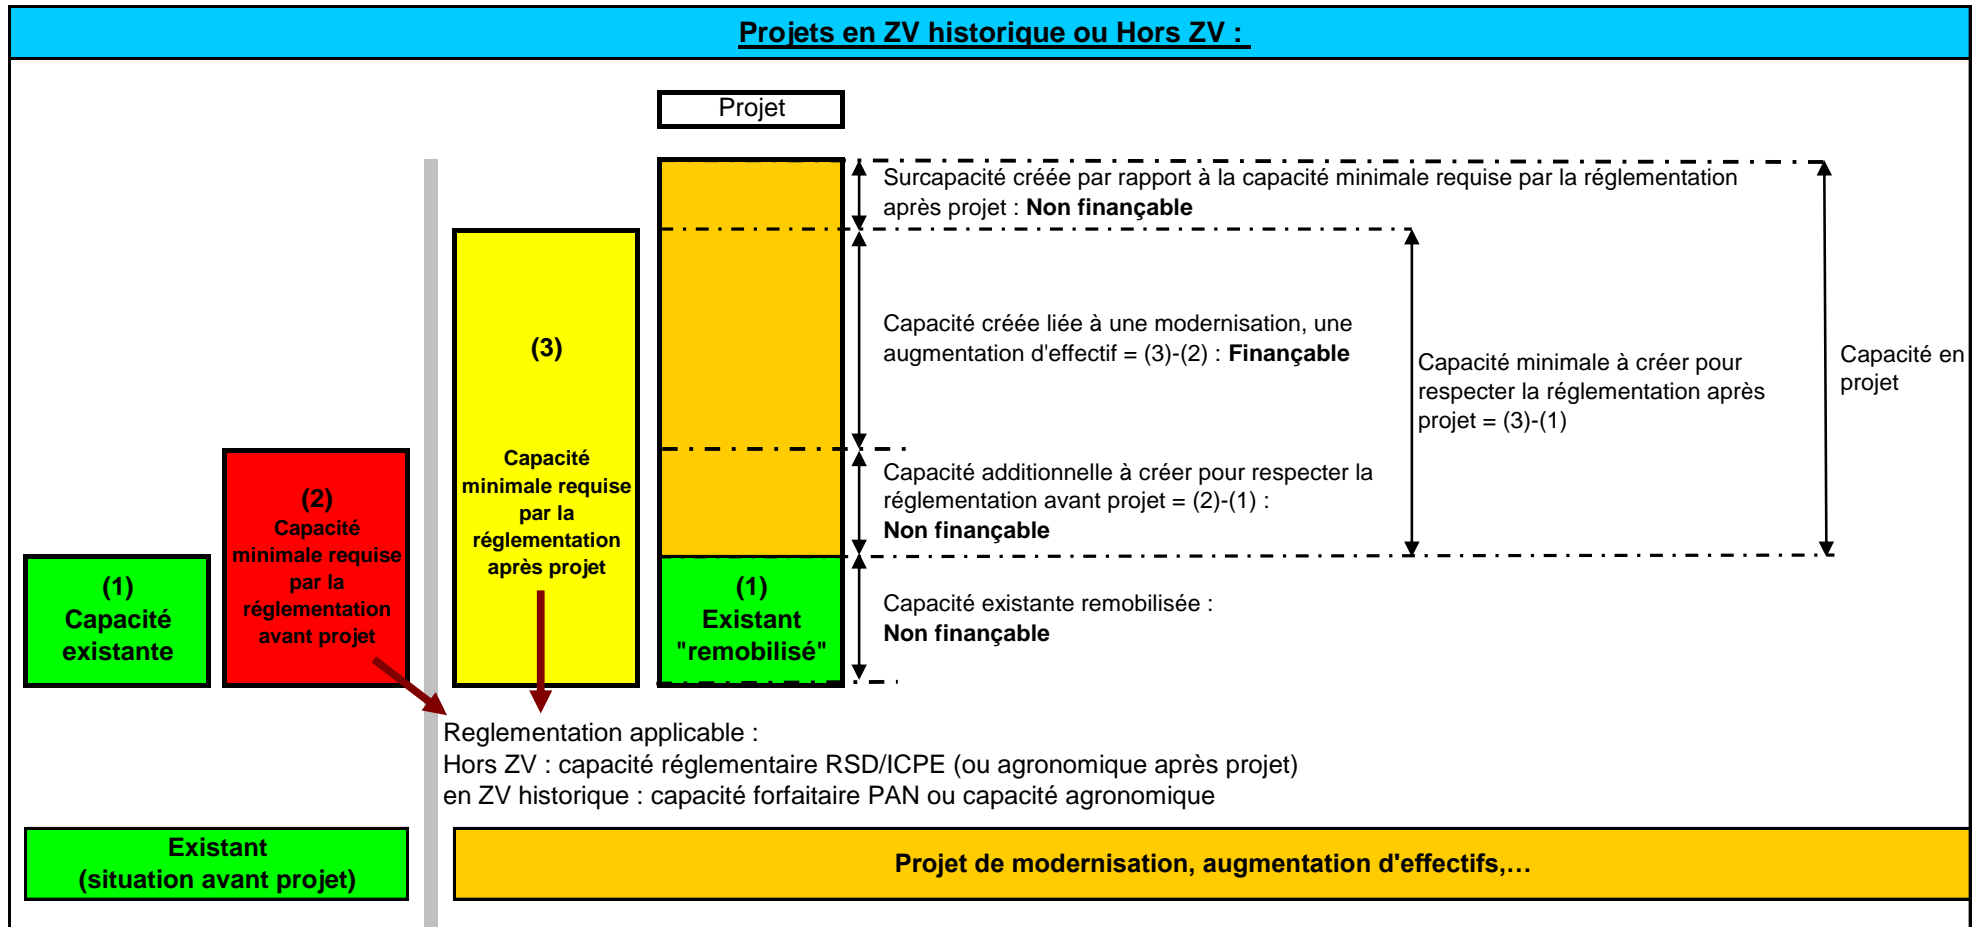 Projets en ZV historique ou Hors ZV :
Projet
Surcapacité créée par rapport à la capacité minimale requise par la réglementation
après projet : Non finançable
Capacité créée liée à une modernisation, une
augmentation d'effectif = (3)-(2) : Finançable
Capacité minimale à créer pour
respecter la réglementation après
projet = (3)-(1)
Capacité en
projet
Capacité additionnelle à créer pour respecter la
réglementation avant projet = (2)-(1) :
Non finançable
Capacité existante remobilisée :
Non finançable
(1)
Capacité
existante
(2)
Capacité
minimale requise
par la
réglementation
avant projet
(3)
Capacité
minimale requise
par la
réglementation
après projet
(1)
Existant
"remobilisé"
Reglementation applicable :
Hors ZV : capacité réglementaire RSD/ICPE (ou agronomique après projet)
en ZV historique : capacité forfaitaire PAN ou capacité agronomique
Existant
(situation avant projet)
Projet de modernisation, augmentation d'effectifs,…